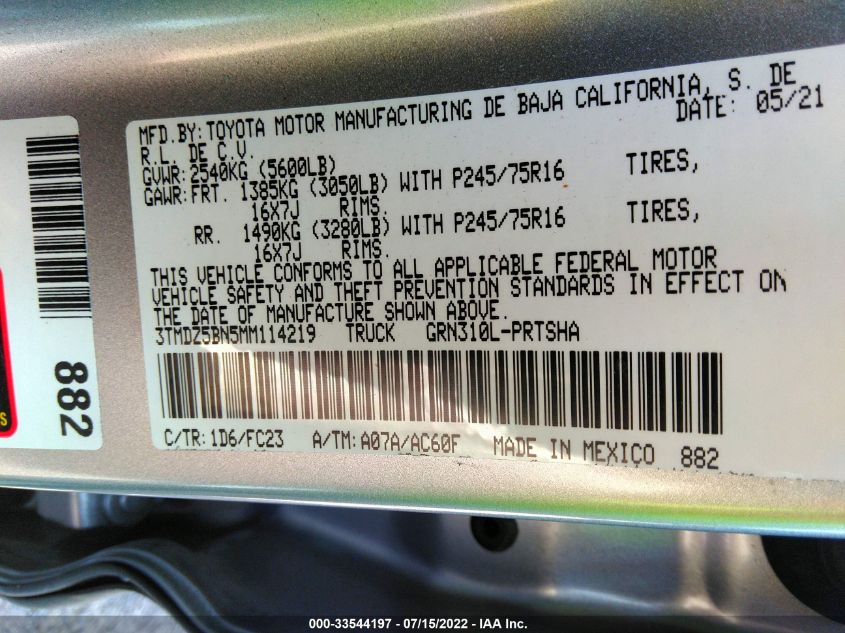 MFD.BY: TOYOTA MOTOR MANUFACTURING DE BAJA CALIFORNIA, S. DE
R.L. DE C.V. DATE: 05/21
GVWR: 2540KG (5600LB)
GAWR: FRT. 1385KG (3050LB) WITH P245/75R16 TIRES,
16X7J RIMS.
RR. 1490KG (3280LB) WITH P245/75R16 TIRES,
16X7J RIMS.
THIS VEHICLE CONFORMS TO ALL APPLICABLE FEDERAL MOTOR
VEHICLE SAFETY AND THEFT PREVENTION STANDARDS IN EFFECT ON
THE DATE OF MANUFACTURE SHOWN ABOVE.
3TMDZ5BN5MM114219 TRUCK GRN310L-PRTSHA
C/TR: 1D6/FC23 A/TM: A07A/AC60F MADE IN MEXICO 882
882
S
000-33544197 - 07/15/2022 - IAA Inc.